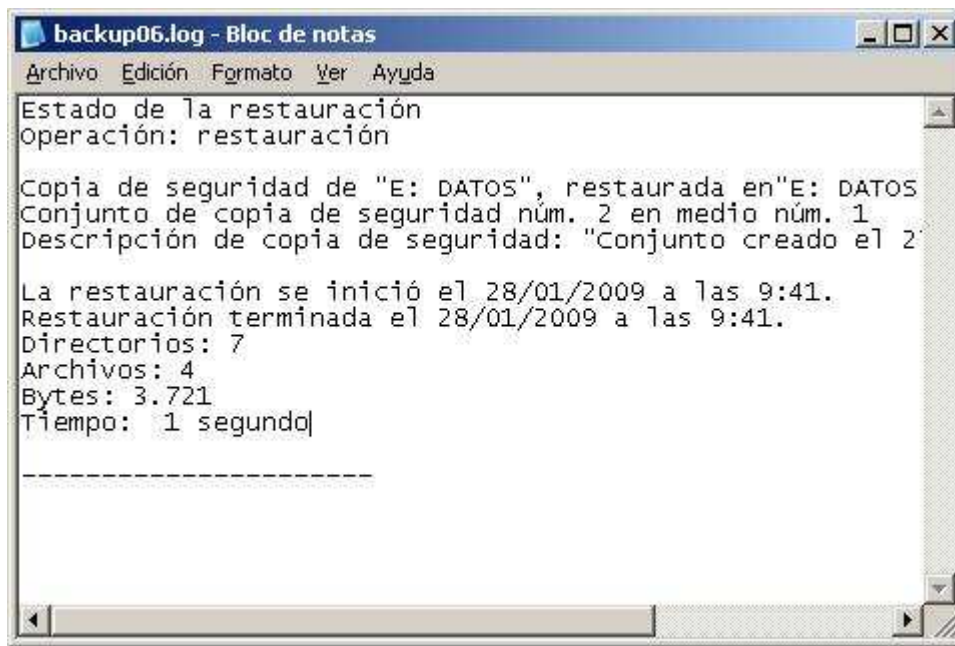 backup06.log - Bloc de notas
Archivo Edición Formato Ver Ayuda
Estado de la restauración
Operación: restauración
Copia de seguridad de "E: DATOS", restaurada en"E: DATOS
Conjunto de copia de seguridad núm. 2 en medio núm. 1
Descripción de copia de seguridad: "Conjunto creado el 2
La restauración se inició el 28/01/2009 a las 9:41.
Restauración terminada el 28/01/2009 a las 9:41.
Directorios: 7
Archivos: 4
Bytes: 3.721
Tiempo:  1 segundo
----------------------